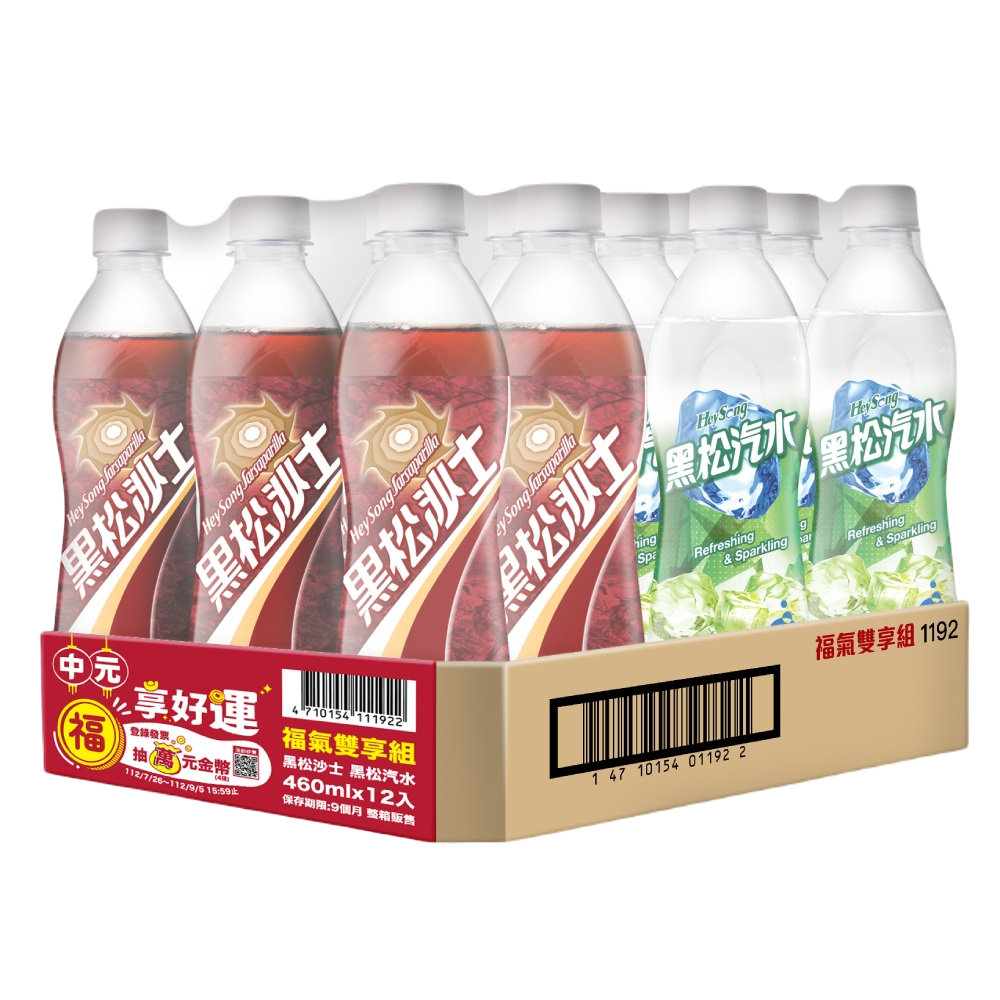 HeySong Sarsaparilla
黑松沙士
HeySong Sarsaparilla
黑松沙士
HeySong Sarsaparilla
黑松沙士
HeySong Sarsaparilla
黑松沙士
HeySong
黑松汽水
Refreshing
& Sparkling
HeySong
黑松汽水
Refreshing
& Sparkling
福氣雙享組 1192
1 47 10154 01192 2
中元
福
享好運
登錄發票
抽萬元金幣
112/7/26～112/9/5 15:59止
4 710154 111922
福氣雙享組
黑松沙士 黑松汽水
460mlx12入
保存期限:9個月 整箱販售